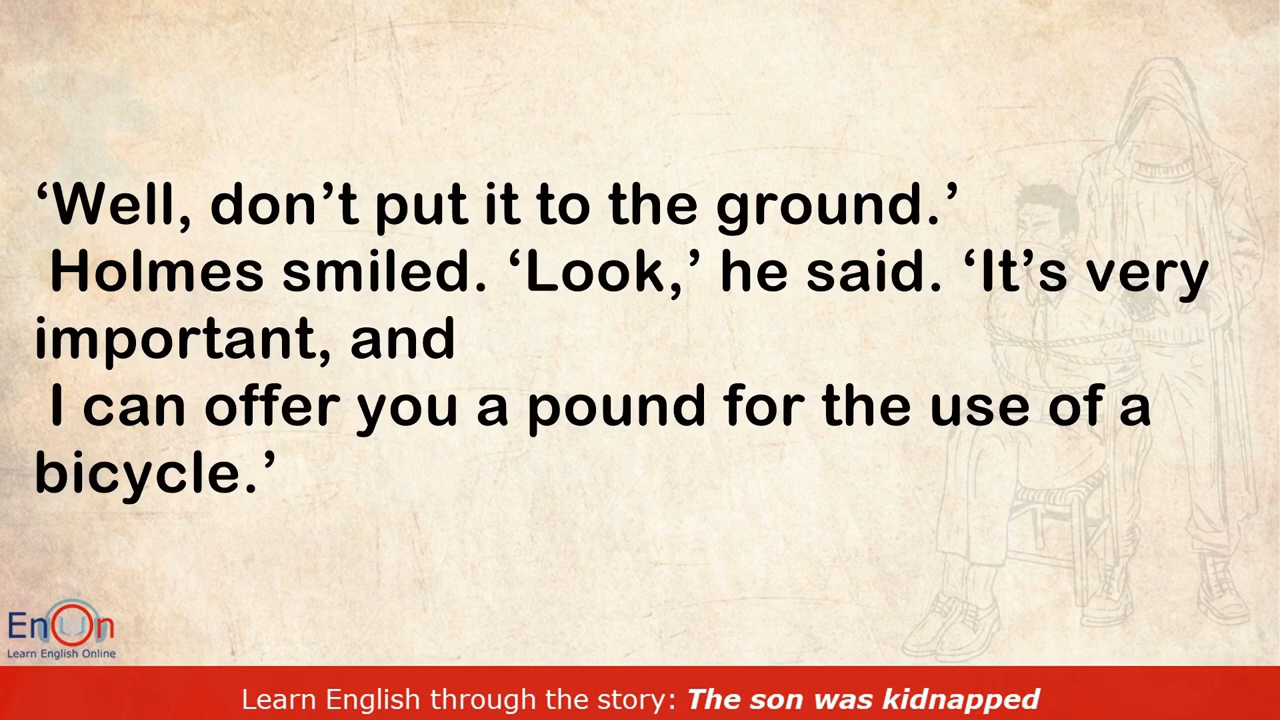 ‘Well, don’t put it to the ground.’
Holmes smiled. ‘Look,’ he said. ‘It’s very
important, and
I can offer you a pound for the use of a
bicycle.’
EnOn
Learn English Online
Learn English through the story: The son was kidnapped